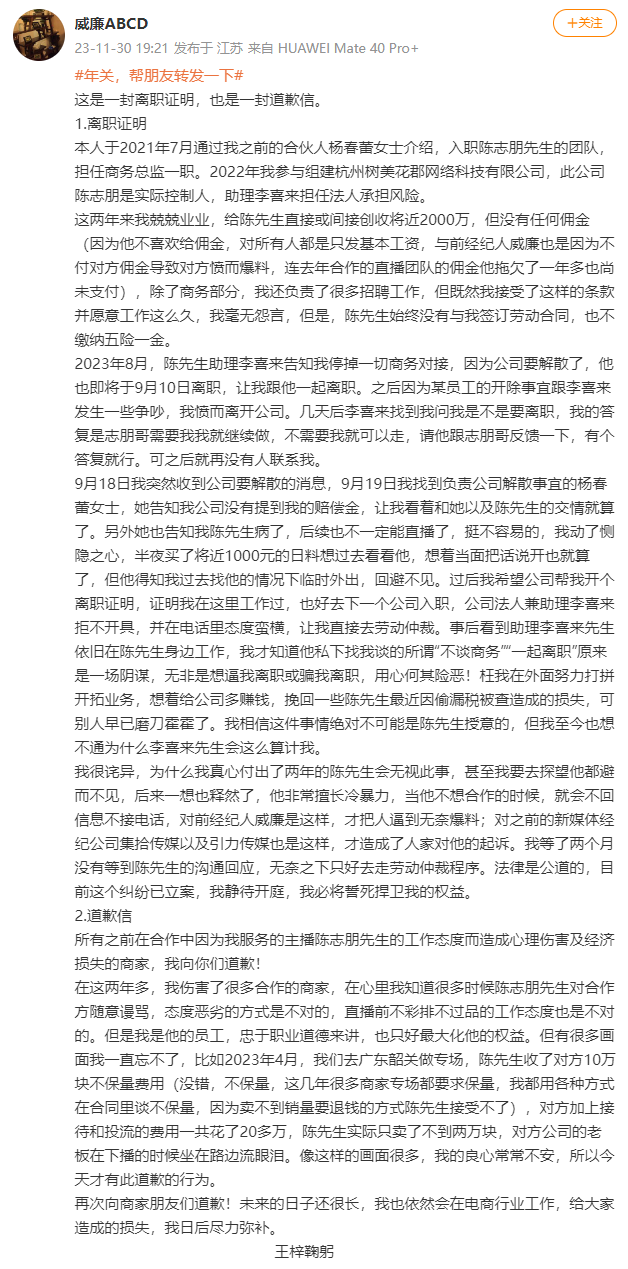 威廉ABCD
+关注
23-11-30 19:21 发布于 江苏 来自 HUAWEI Mate 40 Pro+
#年关，帮朋友转发一下#
这是一封离职证明，也是一封道歉信。
1.离职证明
本人于2021年7月通过我之前的合伙人杨春蕾女士介绍，入职陈志朋先生的团队，
担任商务总监一职。2022年我参与组建杭州树美花郡网络科技有限公司，此公司
陈志朋是实际控制人，助理李喜来担任法人承担风险。
这两年来我兢兢业业，给陈先生直接或间接创收将近2000万，但没有任何佣金
（因为他不喜欢给佣金，对所有人都是只发基本工资，与前经纪人威廉也是因为不
付对方佣金导致对方愤而爆料，连去年合作的直播团队的佣金他拖欠了一年多也尚
未支付），除了商务部分，我还负责了很多招聘工作，但既然我接受了这样的条款
并愿意工作这么久，我毫无怨言，但是，陈先生始终没有与我签订劳动合同，也不
缴纳五险一金。
2023年8月，陈先生助理李喜来告知我停掉一切商务对接，因为公司要解散了，他
也即将于9月10日离职，让我跟他一起离职。之后因为某员工的开除事宜跟李喜来
发生一些争吵，我愤而离开公司。几天后李喜来找到我问我是不是要离职，我的答
复是志朋哥需要我我就继续做，不需要我就可以走，请他跟志朋哥反馈一下，有个
答复就行。可之后就再没有人联系我。
9月18日我突然收到公司要解散的消息，9月19日我找到负责公司解散事宜的杨春
蕾女士，她告知我公司没有提到我的赔偿金，让我看着和她以及陈先生的交情就算
了。另外她也告知我陈先生病了，后续也不一定能直播了，挺不容易的，我动了恻
隐之心，半夜买了将近1000元的日料想过去看看他，想着当面把话说开也就算
了，但他得知我过去找他的情况下临时外出，回避不见。过后我希望公司帮我开个
离职证明，证明我在这里工作过，也好去下一个公司入职，公司法人兼助理李喜来
拒不开具，并在电话里态度蛮横，让我直接去劳动仲裁。事后看到助理李喜来先生
依旧在陈先生身边工作，我才知道他私下找我谈的所谓“不谈商务”“一起离职”原来
是一场阴谋，无非是想逼我离职或骗我离职，用心何其险恶！枉我在外面努力打拼
开拓业务，想着给公司多赚钱，挽回一些陈先生最近因偷漏税被查造成的损失，可
别人早已磨刀霍霍了。我相信这件事情绝对不可能是陈先生授意的，但我至今也想
不通为什么李喜来先生会这么算计我。
我很诧异，为什么我真心付出了两年的陈先生会无视此事，甚至我要去探望他都避
而不见，后来一想也释然了，他非常擅长冷暴力，当他不想合作的时候，就会不回
信息不接电话，对前经纪人威廉是这样，才把人逼到无奈爆料；对之前的新媒体经
纪公司集拾传媒以及引力传媒也是这样，才造成了人家对他的起诉。我等了两个月
没有等到陈先生的沟通回应，无奈之下只好去走劳动仲裁程序。法律是公道的，目
前这个纠纷已立案，我静待开庭，我必将誓死捍卫我的权益。
2.道歉信
所有之前在合作中因为我服务的主播陈志朋先生的工作态度而造成心理伤害及经济
损失的商家，我向你们道歉！
在这两年多，我伤害了很多合作的商家，在心里我知道很多时候陈志朋先生对合作
方随意谩骂，态度恶劣的方式是不对的，直播前不彩排不过品的工作态度也是不对
的。但是我是他的员工，忠于职业道德来讲，也只好最大化他的权益。但有很多画
面我一直忘不了，比如2023年4月，我们去广东韶关做专场，陈先生收了对方10万
块不保量费用（没错，不保量，这几年很多商家专场都要求保量，我都用各种方式
在合同里谈不保量，因为卖不到销量要退钱的方式陈先生接受不了），对方加上接
待和投流的费用一共花了20多万，陈先生实际只卖了不到两万块，对方公司的老
板在下播的时候坐在路边流眼泪。像这样的画面很多，我的良心常常不安，所以今
天才有此道歉的行为。
再次向商家朋友们道歉！未来的日子还很长，我也依然会在电商行业工作，给大家
造成的损失，我日后尽力弥补。
王梓鞠躬